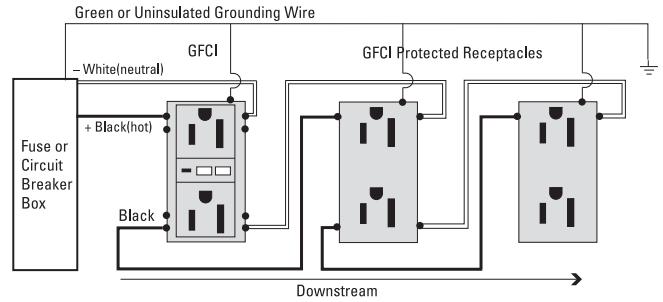 Green or Uninsulated Grounding Wire
GFCI
GFCI Protected Receptacles
– White(neutral)
+ Black(hot)
Fuse or
Circuit
Breaker
Box
Black
Downstream